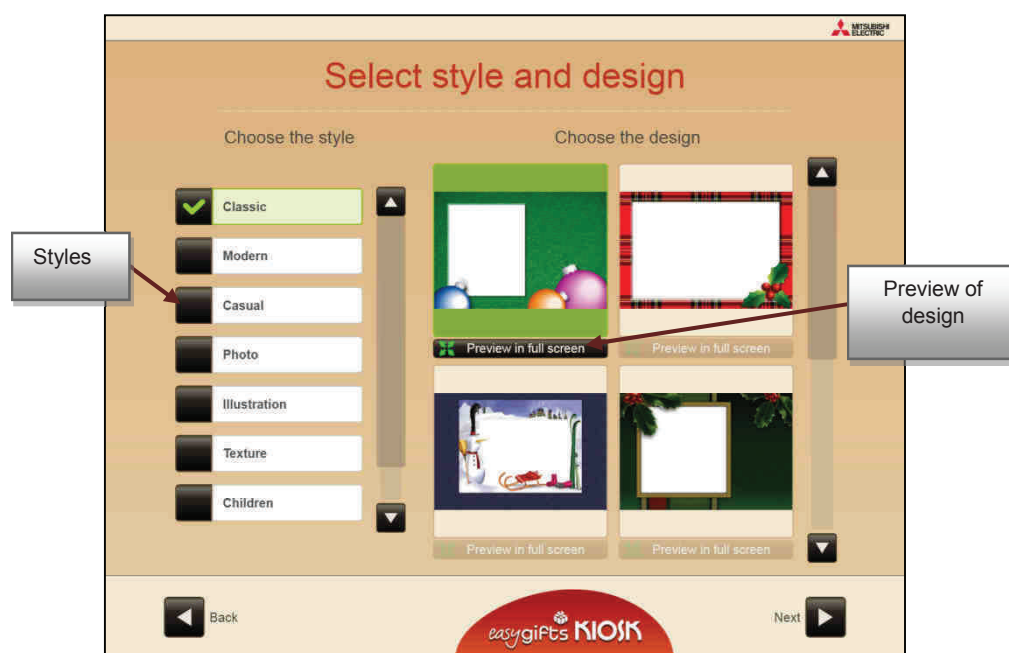 MITSUBISHI
ELECTRIC
Select style and design
Choose the style
Choose the design
Classic
Modern
Casual
Photo
Illustration
Texture
Children
Styles
Preview in full screen
Preview in full screen
Preview of
design
Preview in full screen
Preview in full screen
Back
easygifts KIOSK
Next